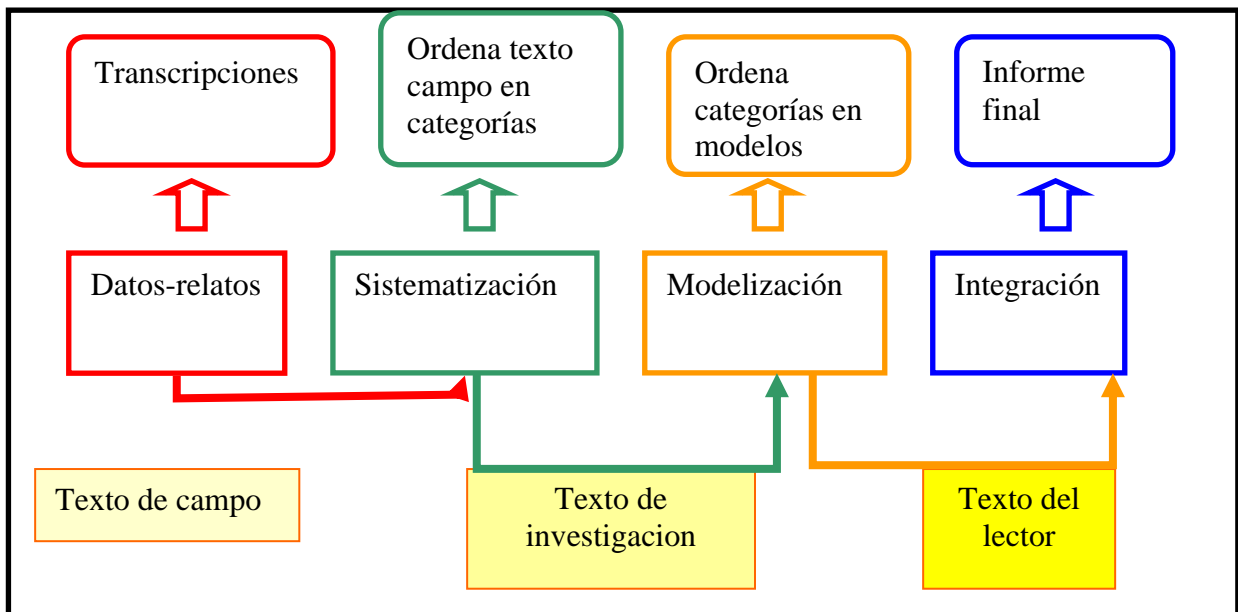 Transcripciones
Ordena texto
campo en
categorías
Ordena
categorías en
modelos
Informe
final
Datos-relatos
Sistematización
Modelización
Integración
Texto de campo
Texto de
investigacion
Texto del
lector